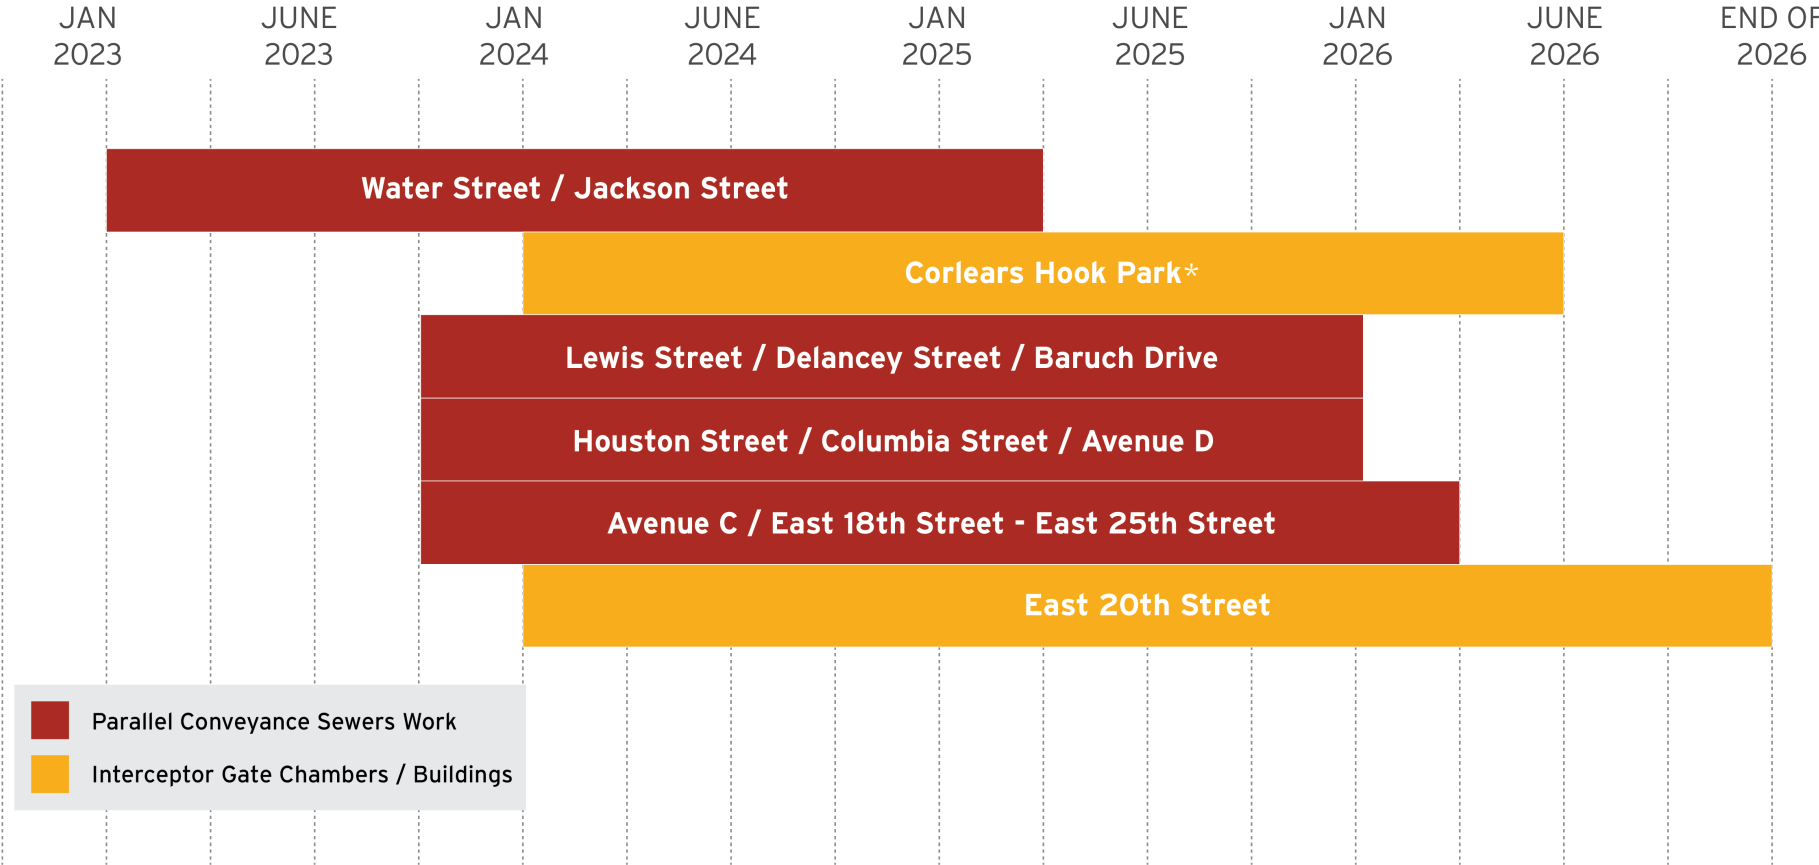 JAN JUNE JAN JUNE JAN JUNE JAN JUNE END OF
2023 2023 2024 2024 2025 2025 2026 2026 2026
Water Street / Jackson Street
Corlears Hook Park*
Lewis Street / Delancey Street / Baruch Drive
Houston Street / Columbia Street / Avenue D
Avenue C / East 18th Street - East 25th Street
East 20th Street
Parallel Conveyance Sewers Work
Interceptor Gate Chambers / Buildings